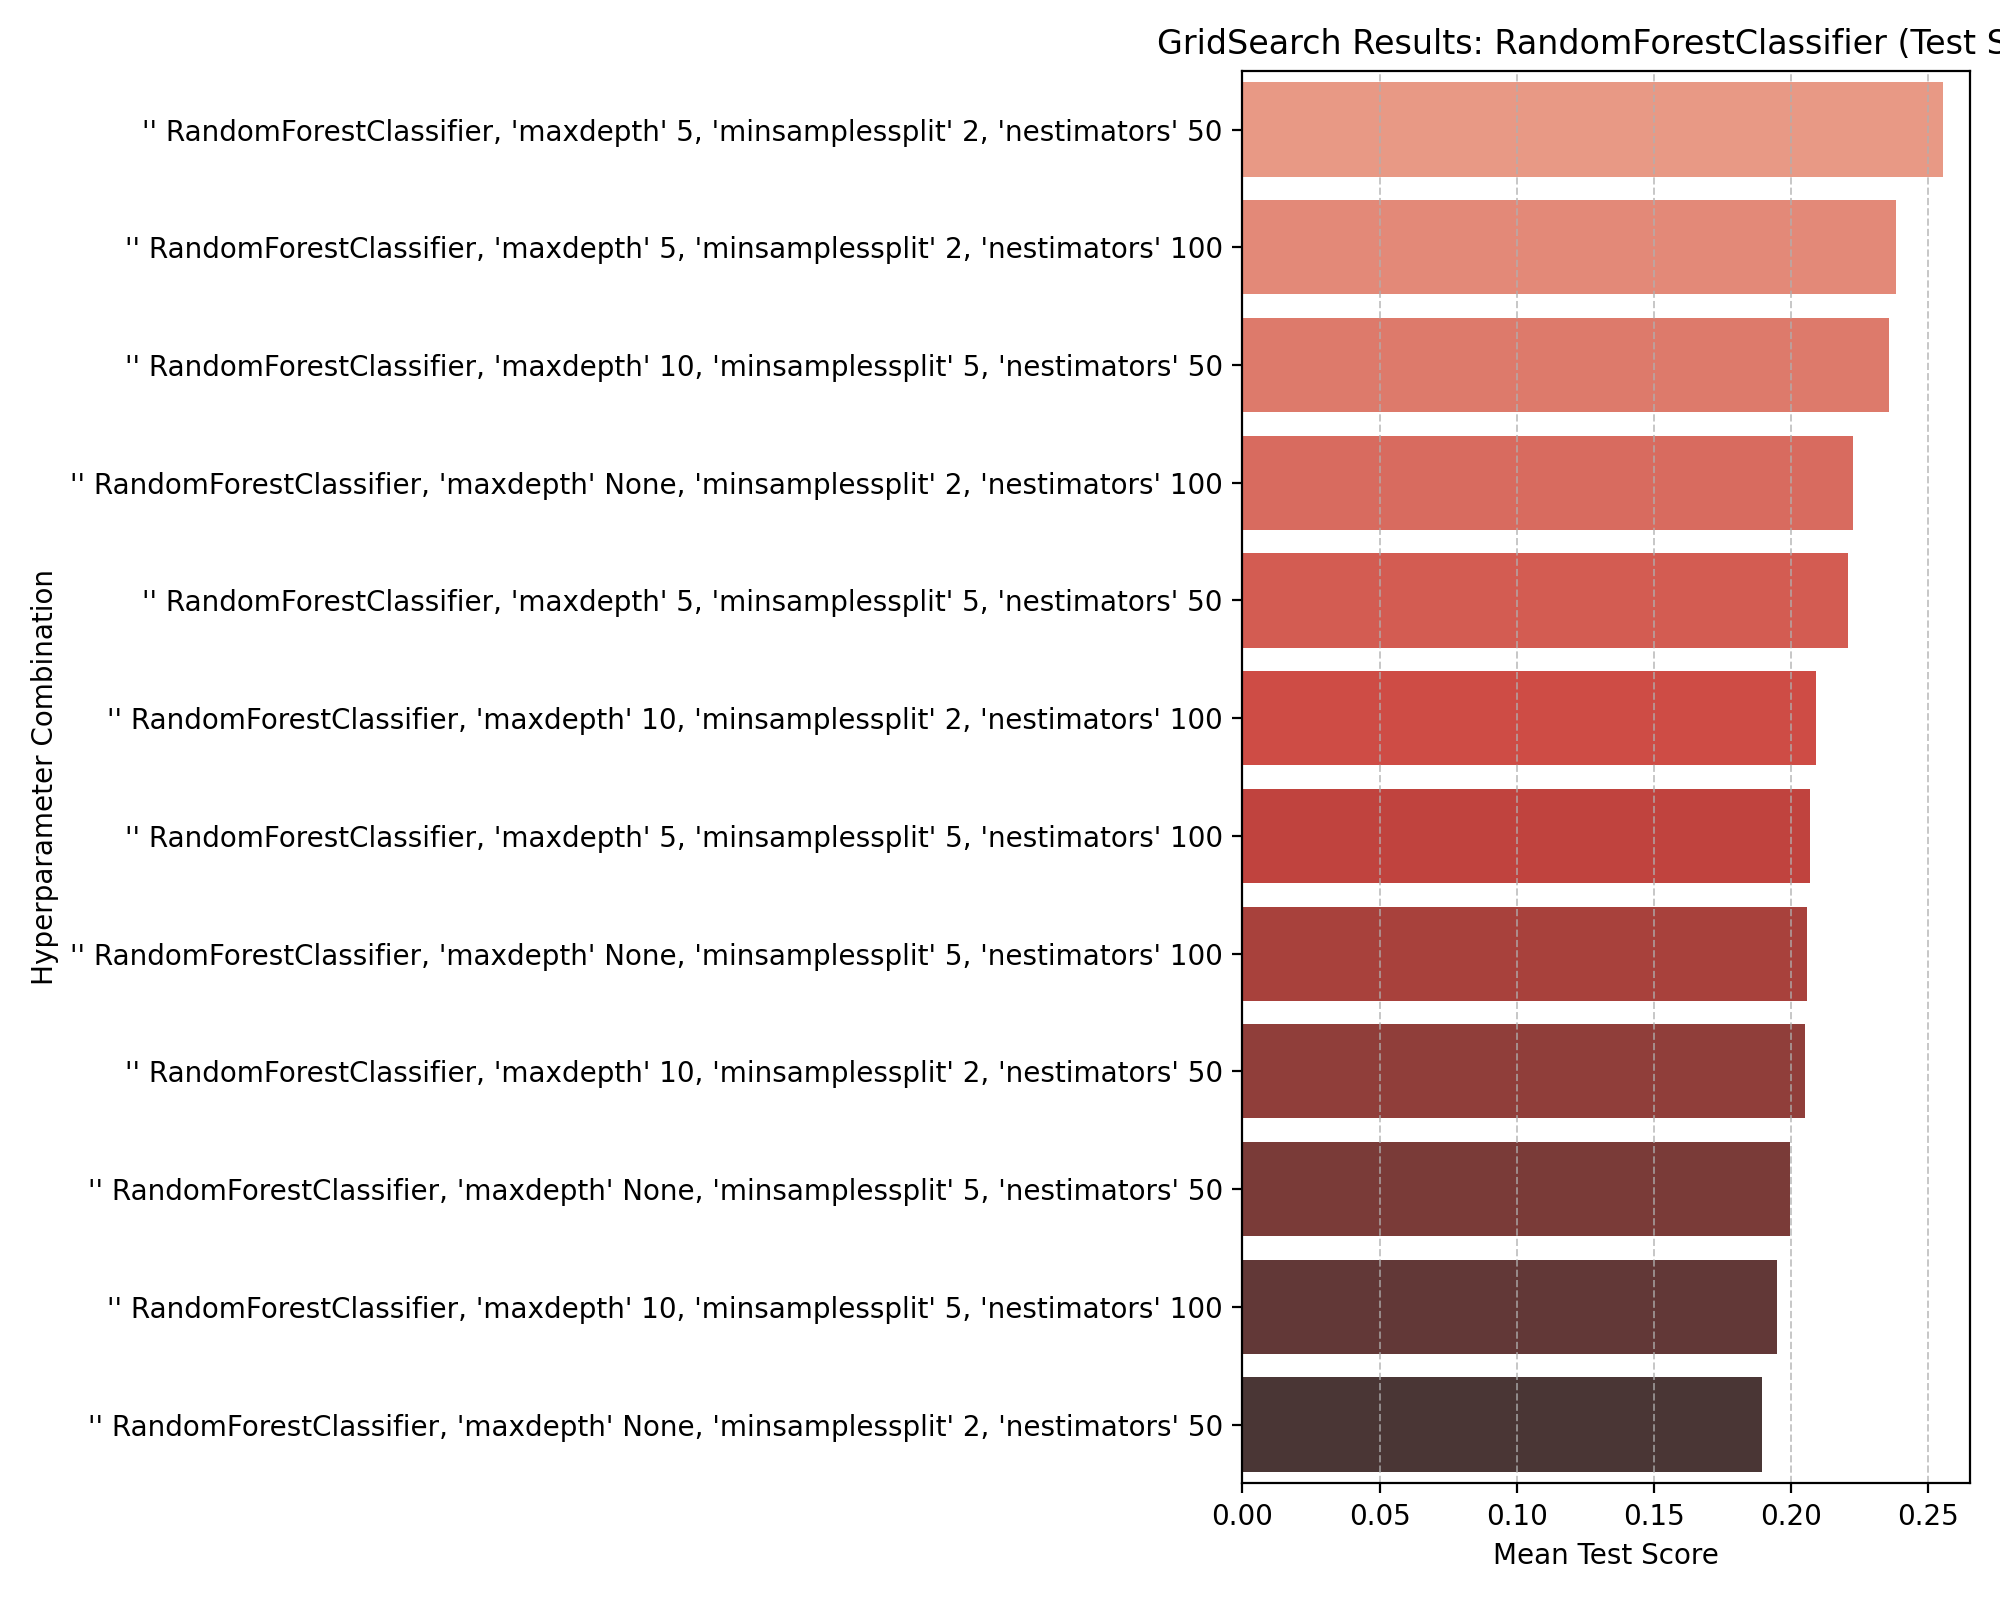 GridSearch Results: RandomForestClassifier (Test S
'' RandomForestClassifier, 'maxdepth' 5, 'minsamplessplit' 2, 'nestimators' 50
'' RandomForestClassifier, 'maxdepth' 5, 'minsamplessplit' 2, 'nestimators' 100
'' RandomForestClassifier, 'maxdepth' 10, 'minsamplessplit' 5, 'nestimators' 50
'' RandomForestClassifier, 'maxdepth' None, 'minsamplessplit' 2, 'nestimators' 100
'' RandomForestClassifier, 'maxdepth' 5, 'minsamplessplit' 5, 'nestimators' 50
'' RandomForestClassifier, 'maxdepth' 10, 'minsamplessplit' 2, 'nestimators' 100
'' RandomForestClassifier, 'maxdepth' 5, 'minsamplessplit' 5, 'nestimators' 100
'' RandomForestClassifier, 'maxdepth' None, 'minsamplessplit' 5, 'nestimators' 100
'' RandomForestClassifier, 'maxdepth' 10, 'minsamplessplit' 2, 'nestimators' 50
'' RandomForestClassifier, 'maxdepth' None, 'minsamplessplit' 5, 'nestimators' 50
'' RandomForestClassifier, 'maxdepth' 10, 'minsamplessplit' 5, 'nestimators' 100
'' RandomForestClassifier, 'maxdepth' None, 'minsamplessplit' 2, 'nestimators' 50
Hyperparameter Combination
0.00 0.05 0.10 0.15 0.20 0.25
Mean Test Score